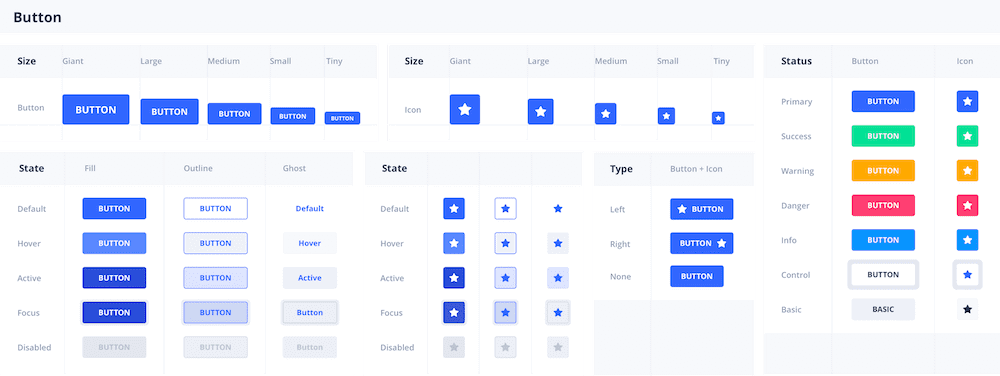 Button
Size Giant Large Medium Small Tiny
Button BUTTON BUTTON BUTTON BUTTON BUTTON
Size Giant Large Medium Small Tiny
Icon
State Fill Outline Ghost
Default BUTTON BUTTON Default
Hover BUTTON BUTTON Hover
Active BUTTON BUTTON Active
Focus BUTTON BUTTON Button
Disabled BUTTON BUTTON Button
State
Default
Hover
Active
Focus
Disabled
Type Button + Icon
Left BUTTON
Right BUTTON
None BUTTON
Status Button Icon
Primary BUTTON
Success BUTTON
Warning BUTTON
Danger BUTTON
Info BUTTON
Control BUTTON
Basic BASIC